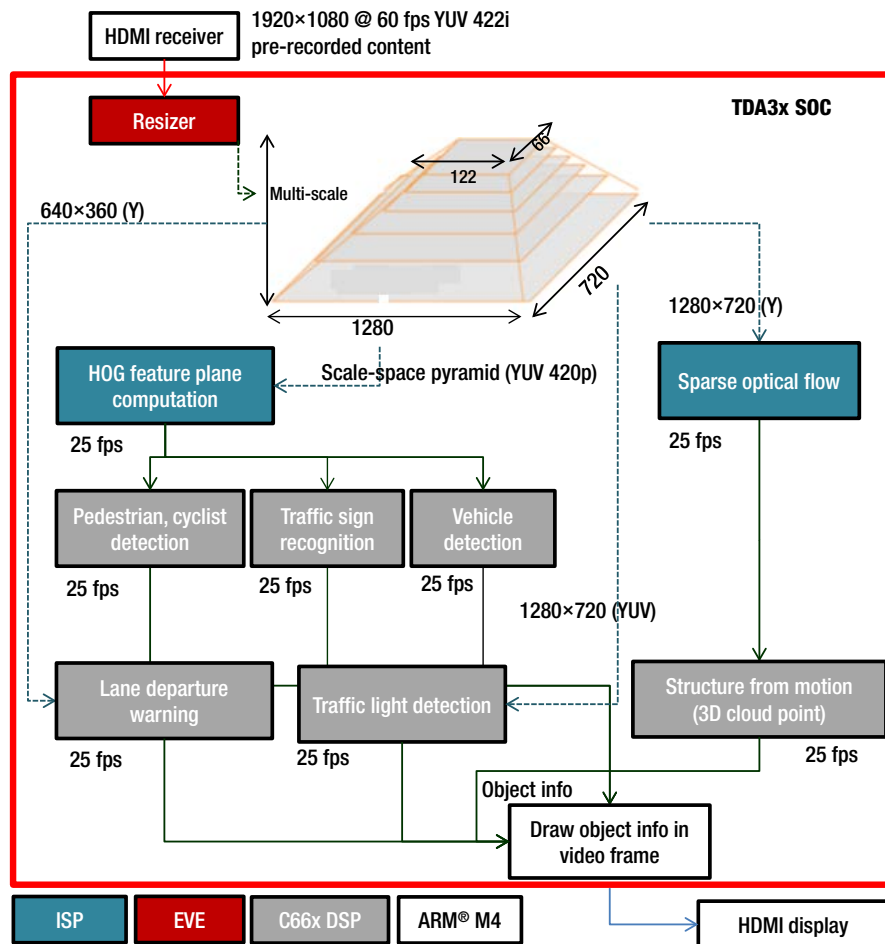 HDMI receiver
1920×1080 @ 60 fps YUV 422i
pre-recorded content
TDA3x SOC
Resizer
66
122
Multi-scale
640×360 (Y)
720
1280
1280×720 (Y)
HOG feature plane
computation
Scale-space pyramid (YUV 420p)
Sparse optical flow
25 fps
25 fps
Pedestrian, cyclist
detection
Traffic sign
recognition
Vehicle
detection
25 fps
25 fps
25 fps
1280×720 (YUV)
Lane departure
warning
Traffic light detection
Structure from motion
(3D cloud point)
25 fps
25 fps
25 fps
Object info
Draw object info in
video frame
ISP
EVE
C66x DSP
ARM® M4
HDMI display